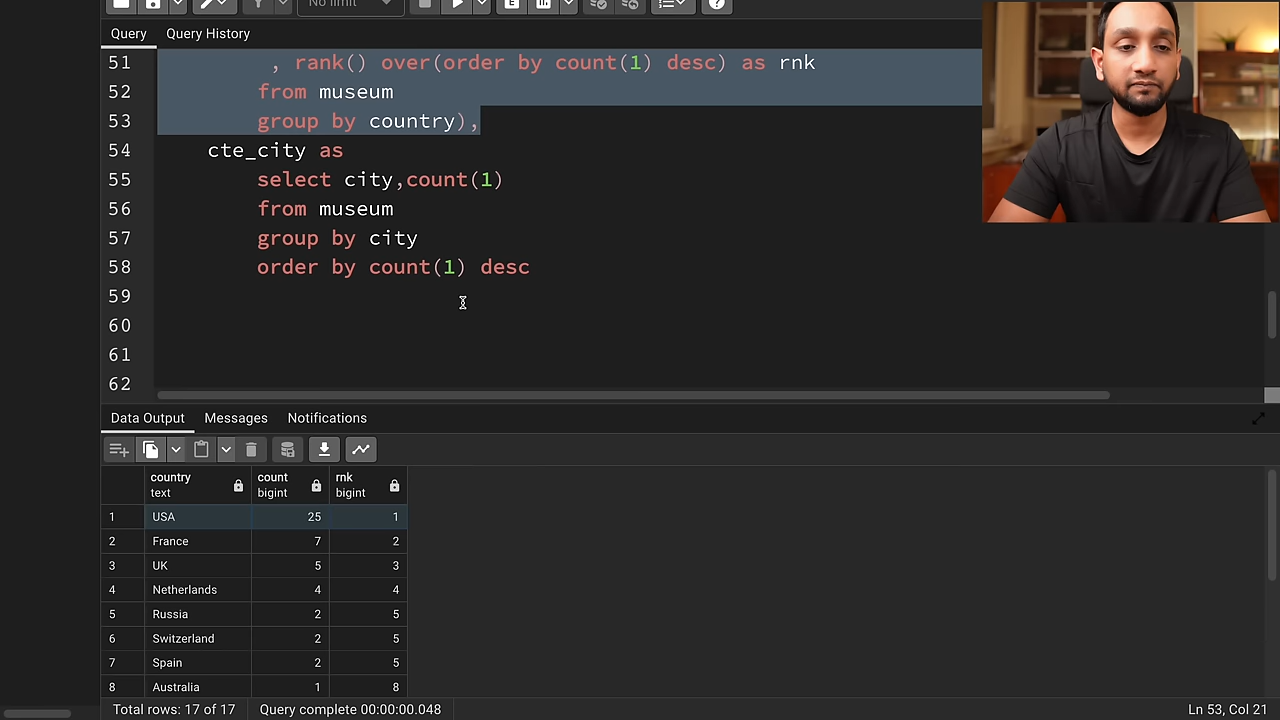 No limit
Query Query History
51 , rank() over(order by count(1) desc) as rnk
52 from museum
53 group by country),
54 cte_city as
55 select city,count(1)
56 from museum
57 group by city
58 order by count(1) desc
59
60
61
62
Data Output Messages Notifications
country text count bigint rnk bigint
1 USA 25 1
2 France 7 2
3 UK 5 3
4 Netherlands 4 4
5 Russia 2 5
6 Switzerland 2 5
7 Spain 2 5
8 Australia 1 8
Total rows: 17 of 17 Query complete 00:00:00.048 Ln 53, Col 21